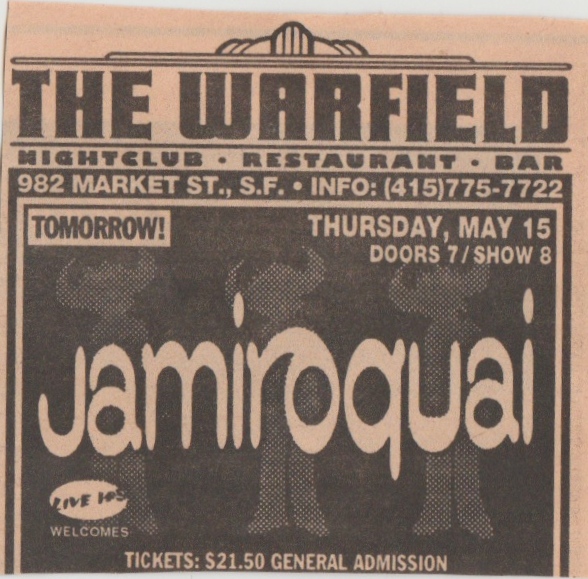 THE WARFIELD
NIGHTCLUB • RESTAURANT • BAR
982 MARKET ST., S.F. • INFO: (415)775-7722
TOMORROW!
THURSDAY, MAY 15
DOORS 7/SHOW 8
jamiroquai
LIVE 105
WELCOMES
TICKETS: $21.50 GENERAL ADMISSION